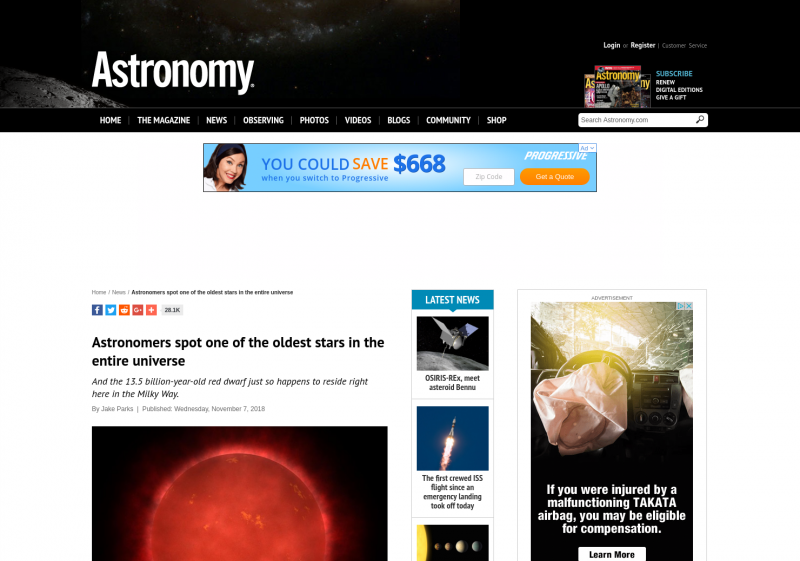 Login or Register | Customer Service
Astronomy
SUBSCRIBE
RENEW
DIGITAL EDITIONS
GIVE A GIFT
Astronomy
HOME | THE MAGAZINE | NEWS | OBSERVING | PHOTOS | VIDEOS | BLOGS | COMMUNITY | SHOP
Search Astronomy.com
Ad
YOU COULD SAVE $668
when you switch to Progressive
PROGRESSIVE
Zip Code
Get a Quote
Home / News / Astronomers spot one of the oldest stars in the entire universe
28.1K
Astronomers spot one of the oldest stars in the
entire universe
And the 13.5 billion-year-old red dwarf just so happens to reside right
here in the Milky Way.
By Jake Parks | Published: Wednesday, November 7, 2018
LATEST NEWS
OSIRIS-REx, meet
asteroid Bennu
The first crewed ISS
flight since an
emergency landing
took off today
ADVERTISEMENT
If you were injured by a
malfunctioning TAKATA
airbag, you may be eligible
for compensation.
Learn More